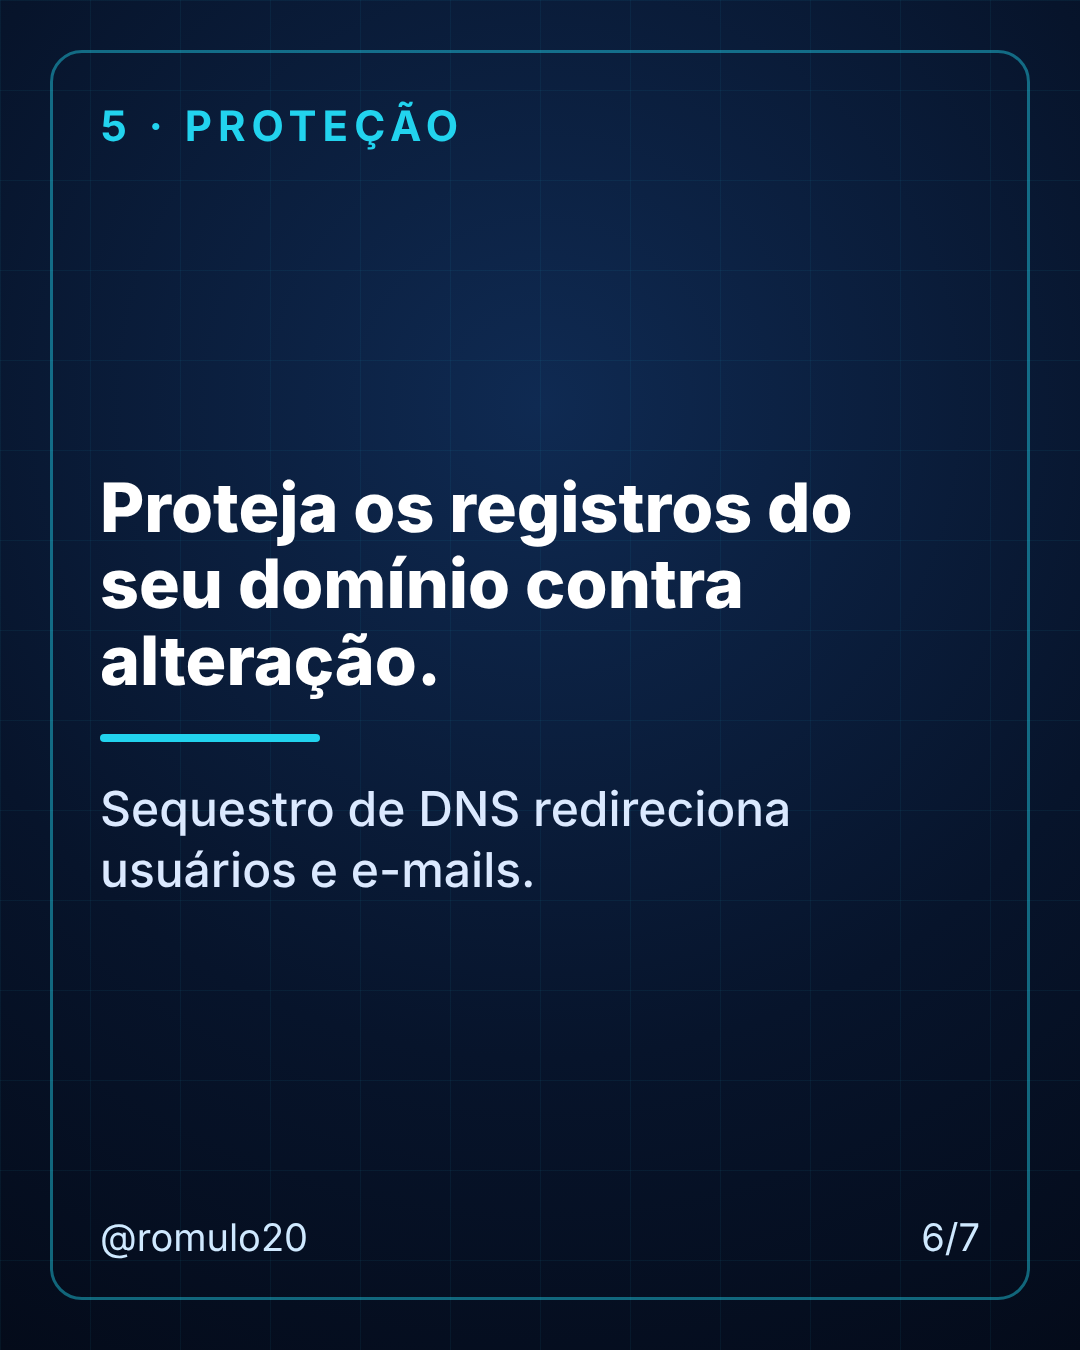 5 · PROTEÇÃO
Proteja os registros do
seu domínio contra
alteração.
Sequestro de DNS redireciona
usuários e e-mails.
@romulo20
6/7